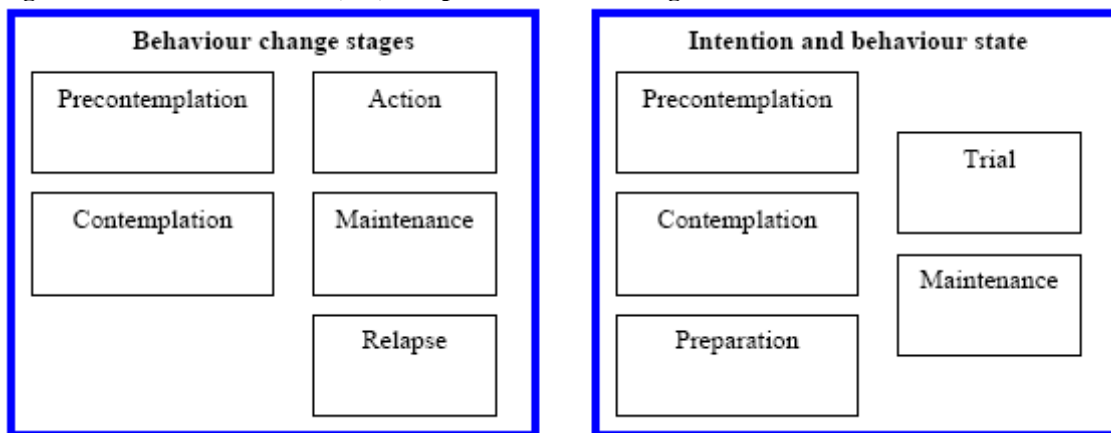 Behaviour change stages
Precontemplation
Action
Contemplation
Maintenance
Relapse
Intention and behaviour state
Precontemplation
Trial
Contemplation
Maintenance
Preparation